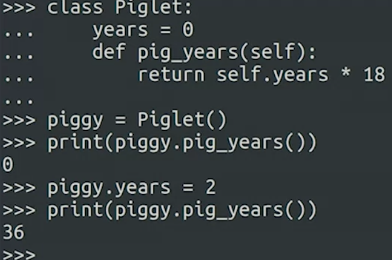 >>> class Piglet:
...     years = 0
...     def pig_years(self):
...         return self.years * 18
...
>>> piggy = Piglet()
>>> print(piggy.pig_years())
0
>>> piggy.years = 2
>>> print(piggy.pig_years())
36
>>>